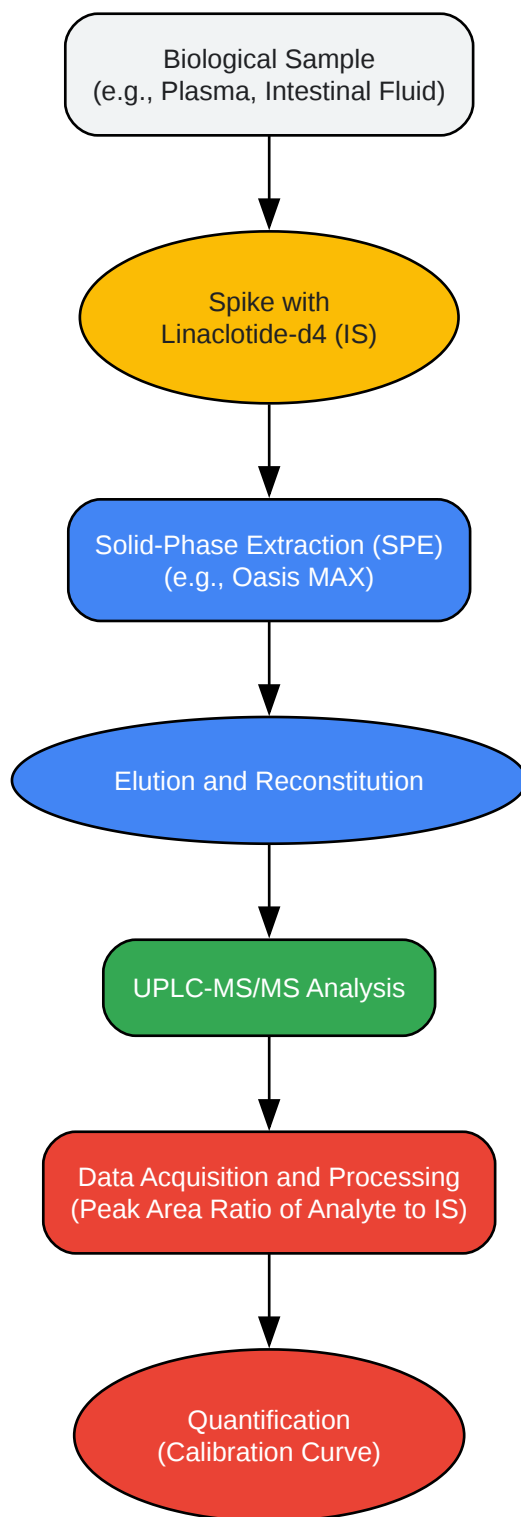 Biological Sample
(e.g., Plasma, Intestinal Fluid)
Spike with
Linaclotide-d4 (IS)
Solid-Phase Extraction (SPE)
(e.g., Oasis MAX)
Elution and Reconstitution
UPLC-MS/MS Analysis
Data Acquisition and Processing
(Peak Area Ratio of Analyte to IS)
Quantification
(Calibration Curve)